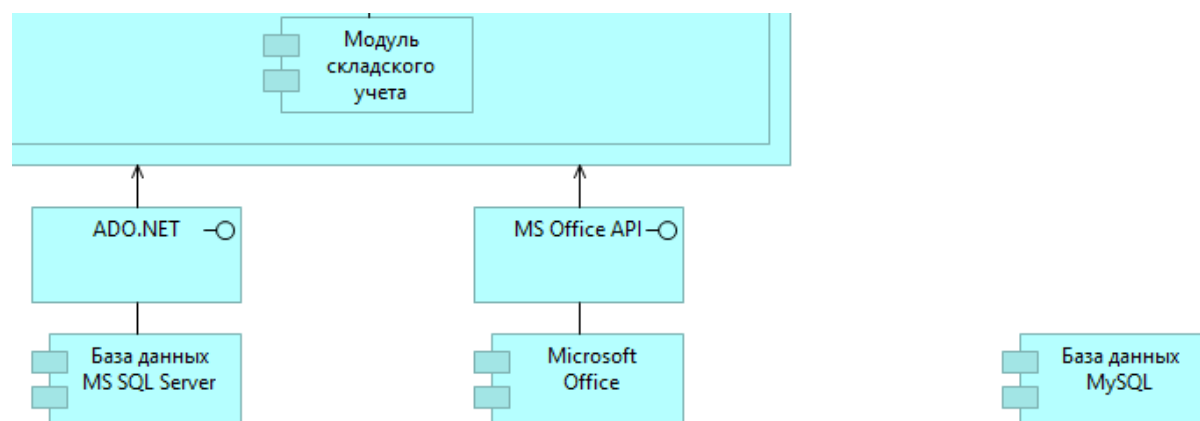 Модуль
складского
учета
ADO.NET
MS Office API
База данных
MS SQL Server
Microsoft
Office
База данных
MySQL